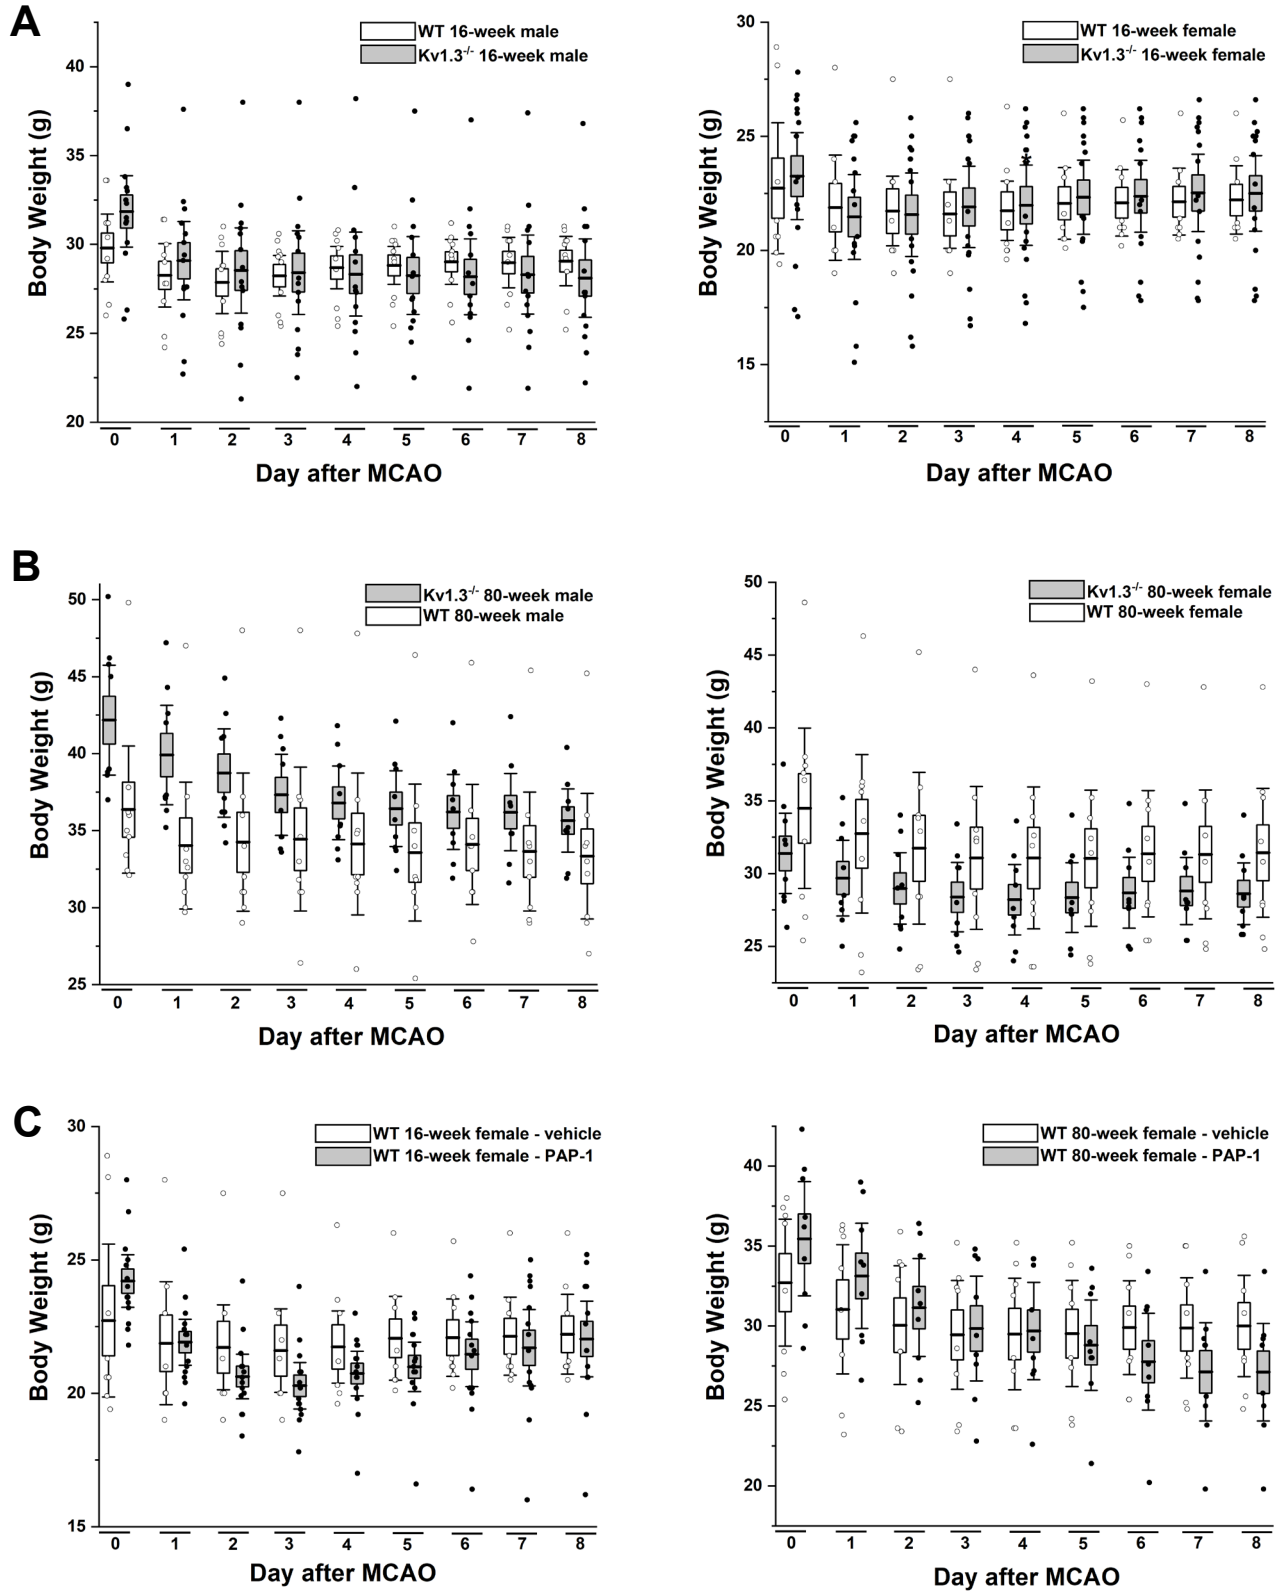 A
WT 16-week male
Kv1.3-/- 16-week male
40
35
30
25
20
Body Weight (g)
0 1 2 3 4 5 6 7 8
Day after MCAO
WT 16-week female
Kv1.3-/- 16-week female
30
25
20
15
Body Weight (g)
0 1 2 3 4 5 6 7 8
Day after MCAO
B
Kv1.3-/- 80-week male
WT 80-week male
50
45
40
35
30
25
Body Weight (g)
0 1 2 3 4 5 6 7 8
Day after MCAO
Kv1.3-/- 80-week female
WT 80-week female
50
45
40
35
30
25
Body Weight (g)
0 1 2 3 4 5 6 7 8
Day after MCAO
C
WT 16-week female - vehicle
WT 16-week female - PAP-1
30
25
20
15
Body Weight (g)
0 1 2 3 4 5 6 7 8
Day after MCAO
WT 80-week female - vehicle
WT 80-week female - PAP-1
40
35
30
25
20
Body Weight (g)
0 1 2 3 4 5 6 7 8
Day after MCAO